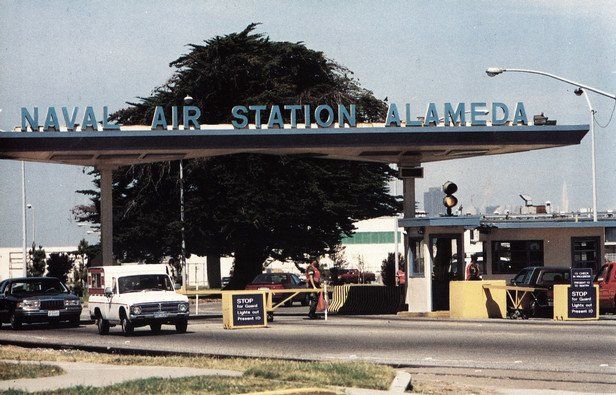 NAVAL AIR STATION ALAMEDA
STOP
for Guard
Lights out
Present ID
STOP
for Guard
Lights out
Present ID